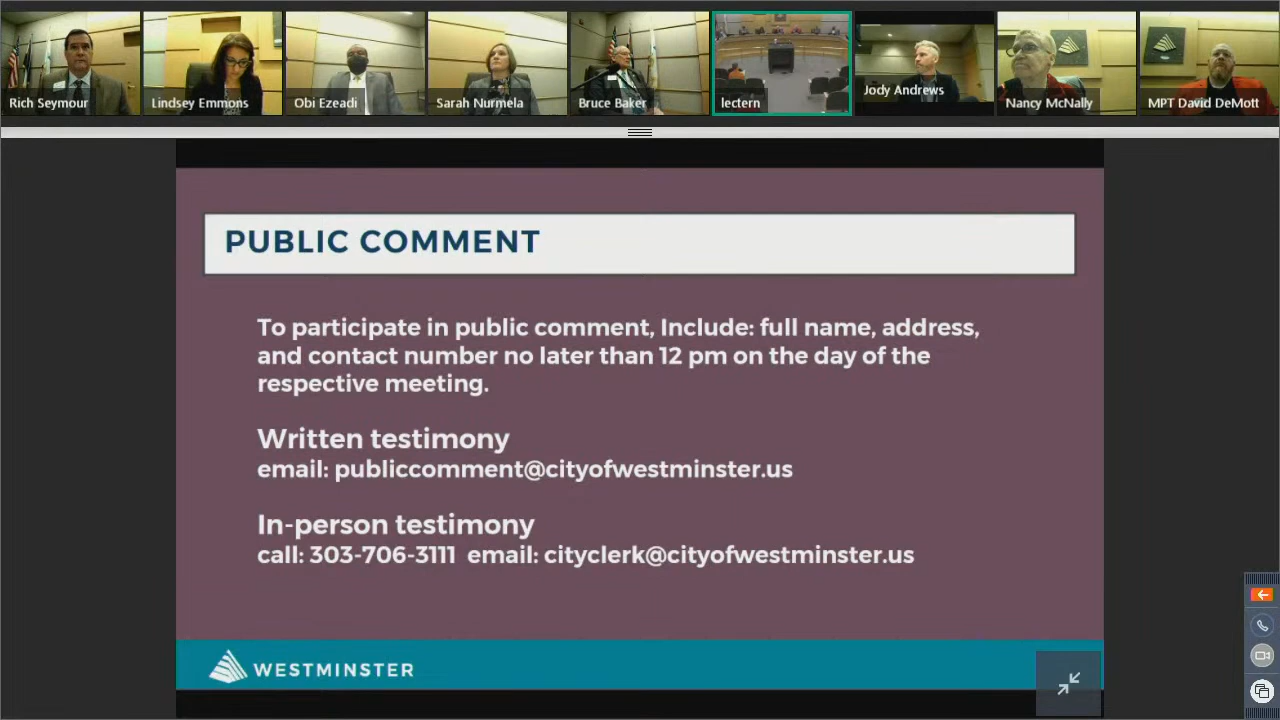 Rich Seymour
Lindsey Emmons
Obi Ezeadi
Sarah Nurmela
Bruce Baker
lectern
Jody Andrews
Nancy McNally
MPT David DeMott
PUBLIC COMMENT
To participate in public comment, Include: full name, address,
and contact number no later than 12 pm on the day of the
respective meeting.
Written testimony
email: publiccomment@cityofwestminster.us
In-person testimony
call: 303-706-3111 email: cityclerk@cityofwestminster.us
WESTMINSTER